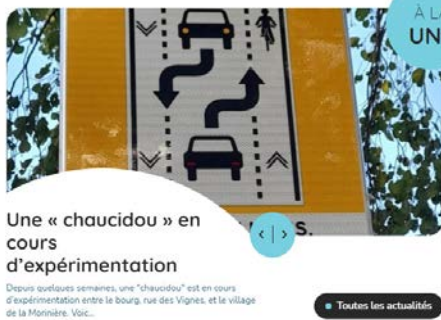 À LA
UN
S.
Une « chaucidou » en
cours
d'expérimentation
Depuis quelques semaines, une "chaucidou" est en cours
d'expérimentation entre le bourg, rue des Vignes, et le village
de la Morinière. Voic...
Toutes les actualités